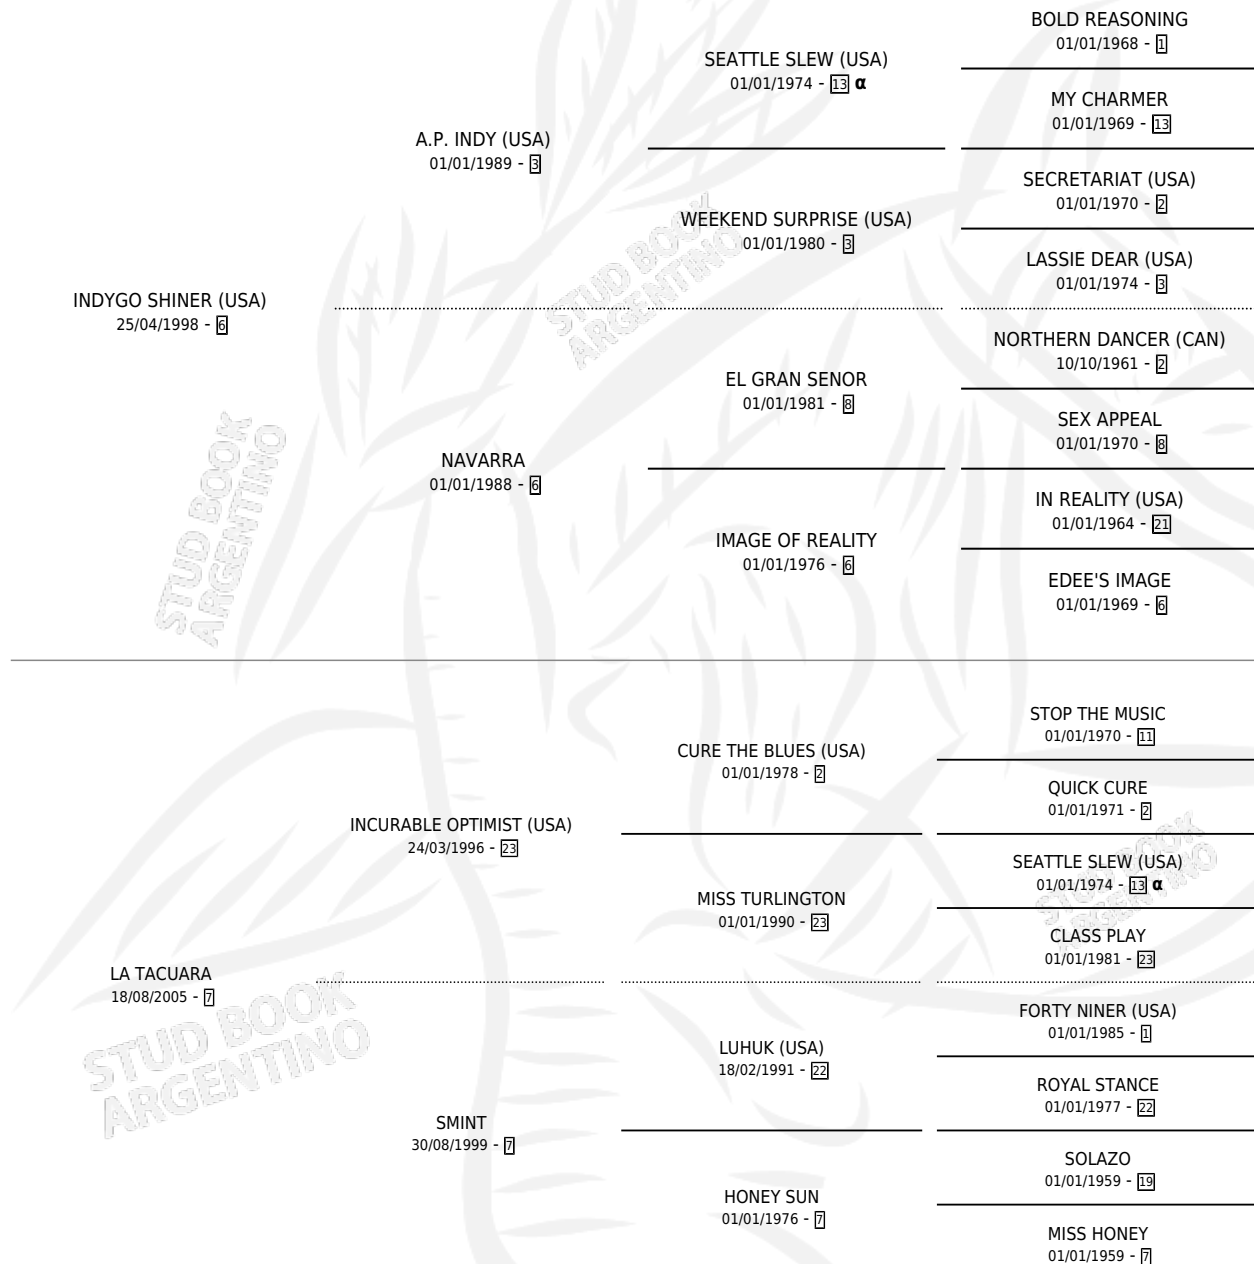 BOLD REASONING
01/01/1968 - 1
SEATTLE SLEW (USA)
01/01/1974 - 13 α
MY CHARMER
01/01/1969 - 13
A.P. INDY (USA)
01/01/1989 - 3
SECRETARIAT (USA)
01/01/1970 - 2
WEEKEND SURPRISE (USA)
01/01/1980 - 3
LASSIE DEAR (USA)
01/01/1974 - 3
INDYGO SHINER (USA)
25/04/1998 - 6
NORTHERN DANCER (CAN)
10/10/1961 - 2
EL GRAN SENOR
01/01/1981 - 8
SEX APPEAL
01/01/1970 - 8
NAVARRA
01/01/1988 - 6
IN REALITY (USA)
01/01/1964 - 21
IMAGE OF REALITY
01/01/1976 - 6
EDEE'S IMAGE
01/01/1969 - 6
STOP THE MUSIC
01/01/1970 - 11
CURE THE BLUES (USA)
01/01/1978 - 2
QUICK CURE
01/01/1971 - 2
INCURABLE OPTIMIST (USA)
24/03/1996 - 23
SEATTLE SLEW (USA)
01/01/1974 - 13 α
MISS TURLINGTON
01/01/1990 - 23
CLASS PLAY
01/01/1981 - 23
LA TACUARA
18/08/2005 - 7
FORTY NINER (USA)
01/01/1985 - 1
LUHUK (USA)
18/02/1991 - 22
ROYAL STANCE
01/01/1977 - 22
SMINT
30/08/1999 - 7
SOLAZO
01/01/1959 - 19
HONEY SUN
01/01/1976 - 7
MISS HONEY
01/01/1959 - 7
STUD BOOK
ARGENTINO
STUD BOOK
ARGENTINO
STUD BOOK
ARGENTINO
STUD BOOK
ARGENTINO